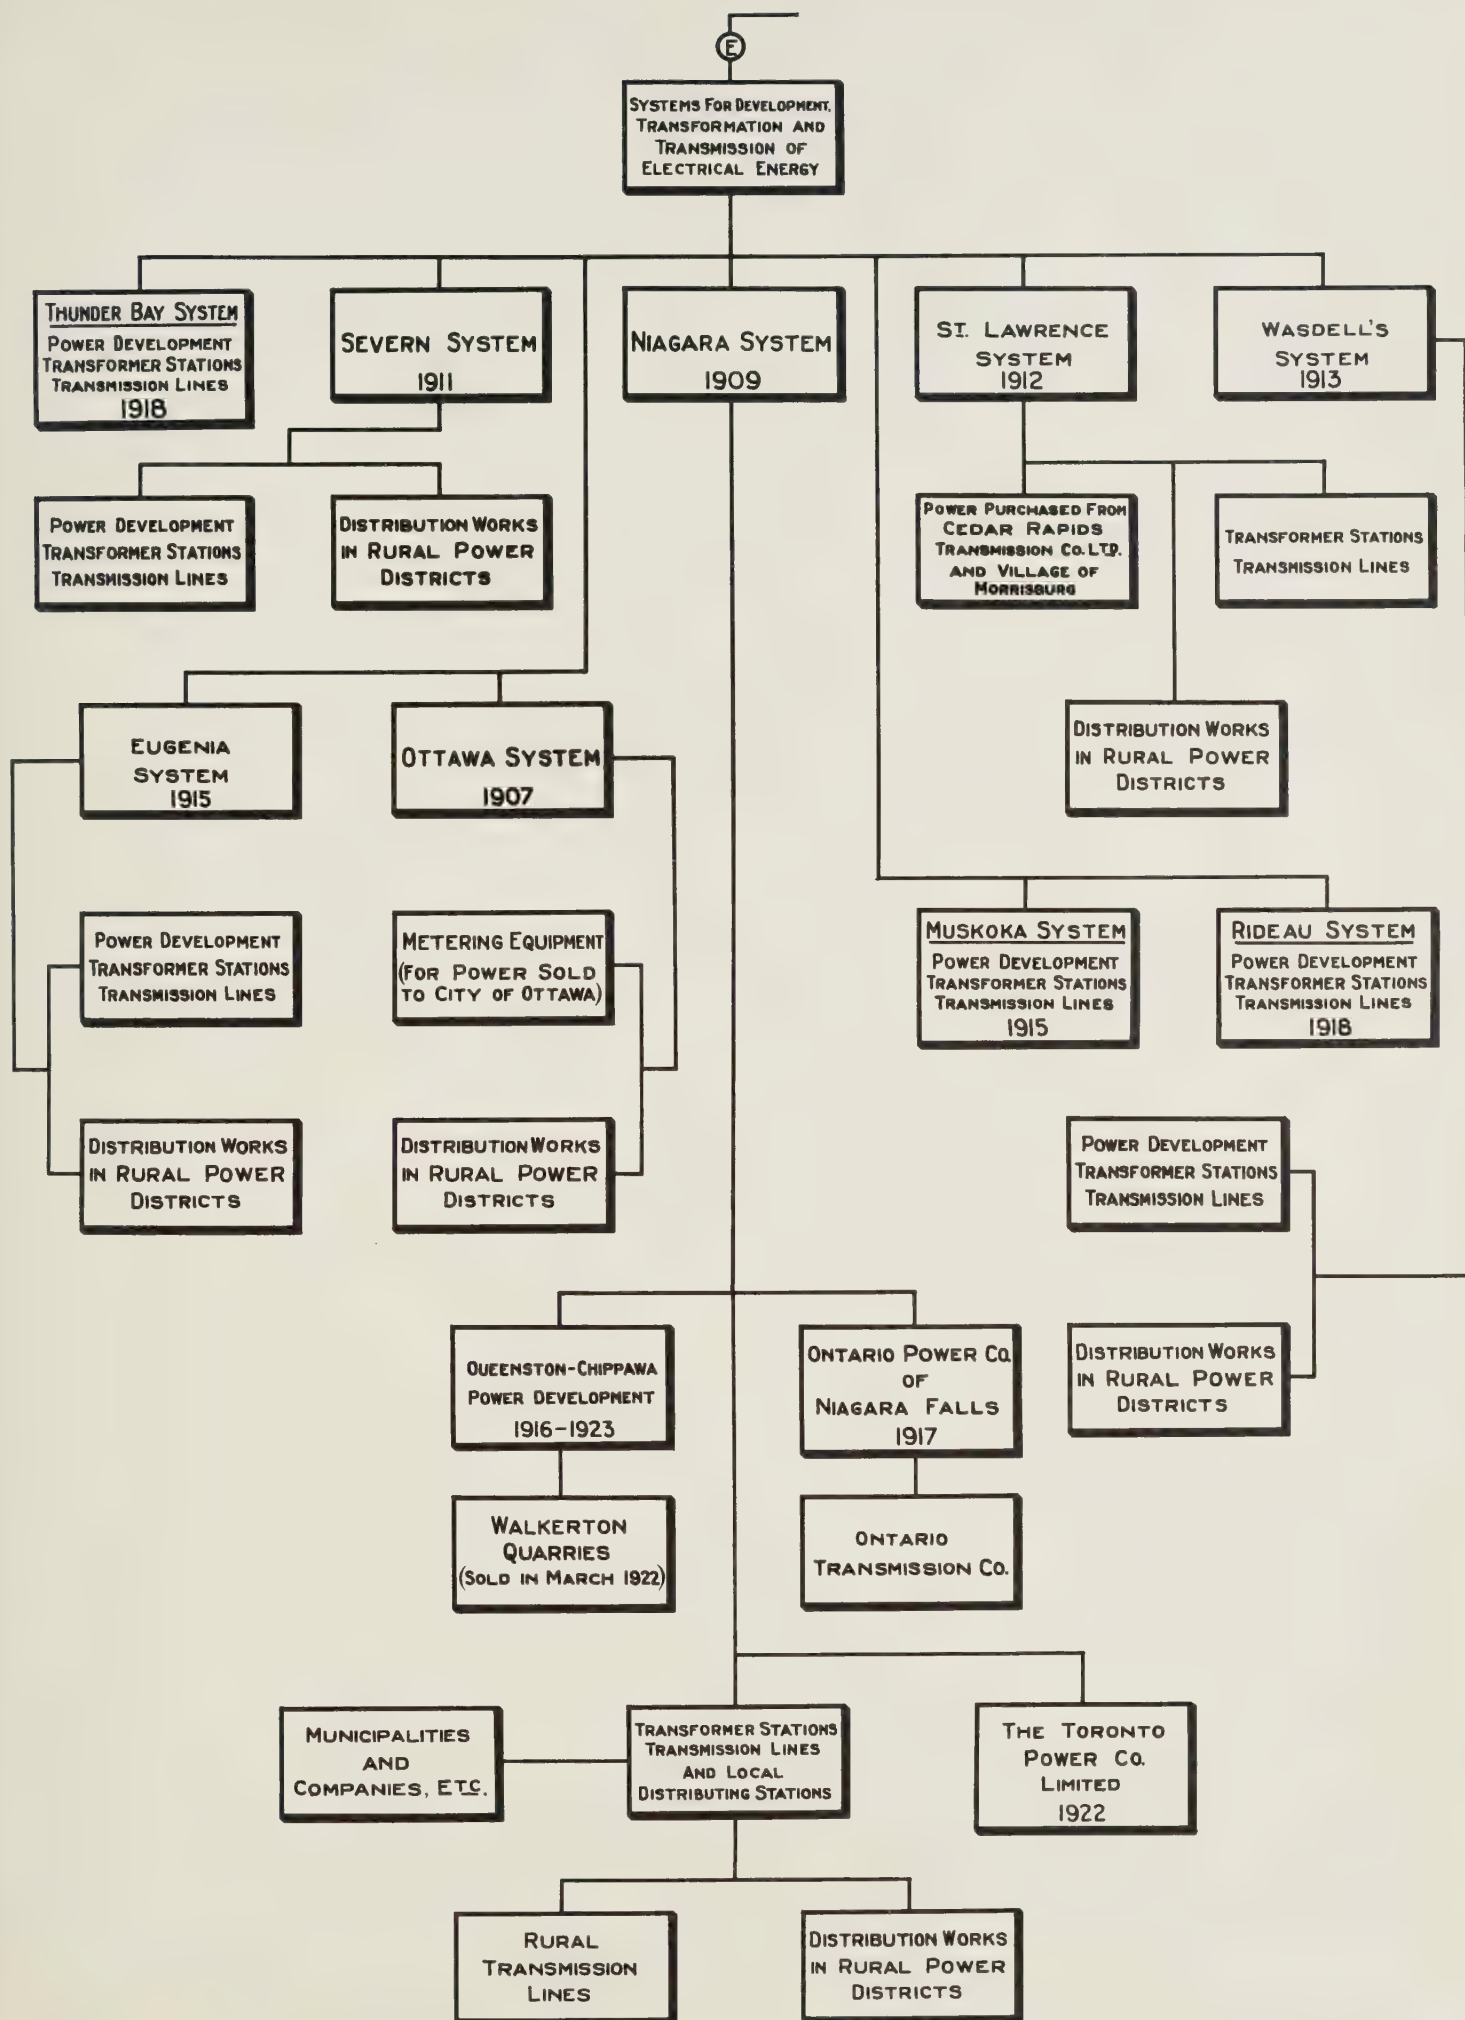 E
SYSTEMS FOR DEVELOPMENT,
TRANSFORMATION AND
TRANSMISSION OF
ELECTRICAL ENERGY
THUNDER BAY SYSTEM
POWER DEVELOPMENT
TRANSFORMER STATIONS
TRANSMISSION LINES
1918
SEVERN SYSTEM
1911
NIAGARA SYSTEM
1909
ST. LAWRENCE
SYSTEM
1912
WASDELL'S
SYSTEM
1913
POWER DEVELOPMENT
TRANSFORMER STATIONS
TRANSMISSION LINES
DISTRIBUTION WORKS
IN RURAL POWER
DISTRICTS
POWER PURCHASED FROM
CEDAR RAPIDS
TRANSMISSION CO. LTD.
AND VILLAGE OF
MORRISBURG
TRANSFORMER STATIONS
TRANSMISSION LINES
EUGENIA
SYSTEM
1915
OTTAWA SYSTEM
1907
DISTRIBUTION WORKS
IN RURAL POWER
DISTRICTS
POWER DEVELOPMENT
TRANSFORMER STATIONS
TRANSMISSION LINES
METERING EQUIPMENT
(FOR POWER SOLD
TO CITY OF OTTAWA)
MUSKOKA SYSTEM
POWER DEVELOPMENT
TRANSFORMER STATIONS
TRANSMISSION LINES
1915
RIDEAU SYSTEM
POWER DEVELOPMENT
TRANSFORMER STATIONS
TRANSMISSION LINES
1918
DISTRIBUTION WORKS
IN RURAL POWER
DISTRICTS
DISTRIBUTION WORKS
IN RURAL POWER
DISTRICTS
POWER DEVELOPMENT
TRANSFORMER STATIONS
TRANSMISSION LINES
QUEENSTON-CHIPPAWA
POWER DEVELOPMENT
1916-1923
ONTARIO POWER CO.
OF
NIAGARA FALLS
1917
DISTRIBUTION WORKS
IN RURAL POWER
DISTRICTS
WALKERTON
QUARRIES
(SOLD IN MARCH 1922)
ONTARIO
TRANSMISSION CO.
MUNICIPALITIES
AND
COMPANIES, ETC.
TRANSFORMER STATIONS
TRANSMISSION LINES
AND LOCAL
DISTRIBUTING STATIONS
THE TORONTO
POWER CO.
LIMITED
1922
RURAL
TRANSMISSION
LINES
DISTRIBUTION WORKS
IN RURAL POWER
DISTRICTS